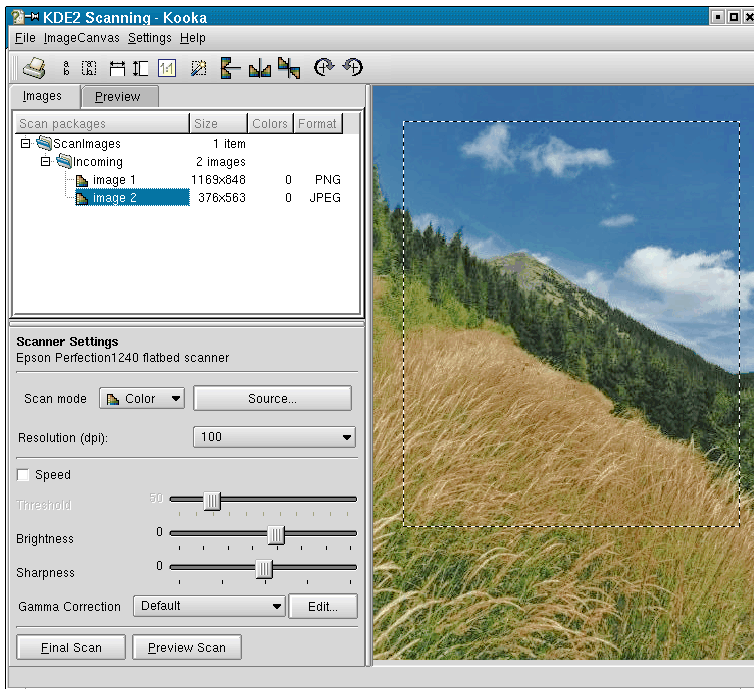 KDE2 Scanning - Kooka
File ImageCanvas Settings Help
1:1
Images Preview
Scan packages Size Colors Format
ScanImages 1 item
Incoming 2 images
image 1 1169x848 0 PNG
image 2 376x563 0 JPEG
Scanner Settings
Epson Perfection1240 flatbed scanner
Scan mode Color Source...
Resolution (dpi): 100
Speed
Threshold 50
Brightness 0
Sharpness 0
Gamma Correction Default Edit...
Final Scan Preview Scan